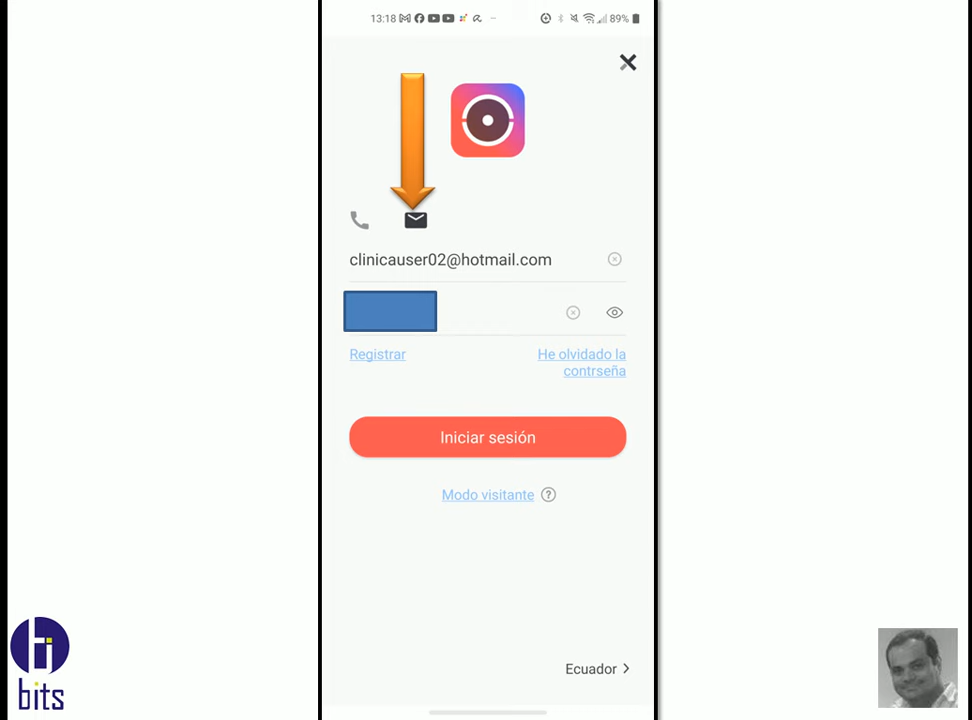 13:18
89%
clinicauser02@hotmail.com
Registrar
He olvidado la
contrseña
Iniciar sesión
Modo visitante ?
Ecuador
bits